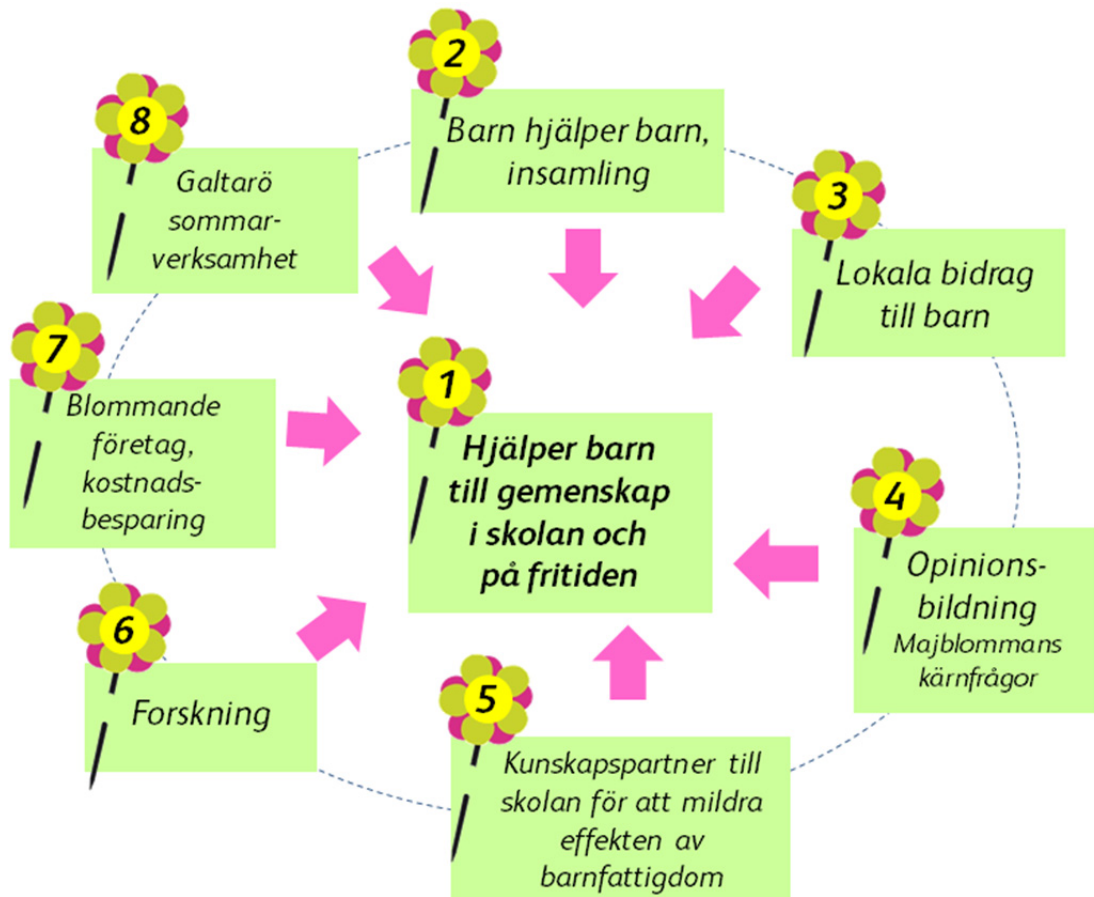 1
Hjälper barn
till gemenskap
i skolan och
på fritiden
2
Barn hjälper barn,
insamling
3
Lokala bidrag
till barn
4
Opinions-
bildning
Majblommans
kärnfrågor
5
Kunskapspartner till
skolan för att mildra
effekten av
barnfattigdom
6
Forskning
7
Blommande
företag,
kostnads-
besparing
8
Galtarö
sommar-
verksamhet